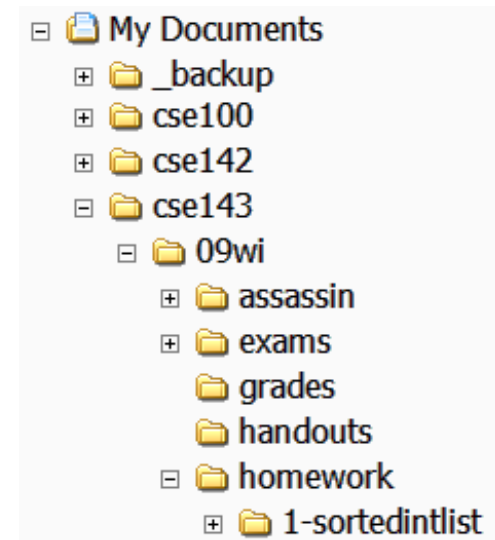 My Documents
_backup
cse100
cse142
cse143
09wi
assassin
exams
grades
handouts
homework
1-sortedintlist